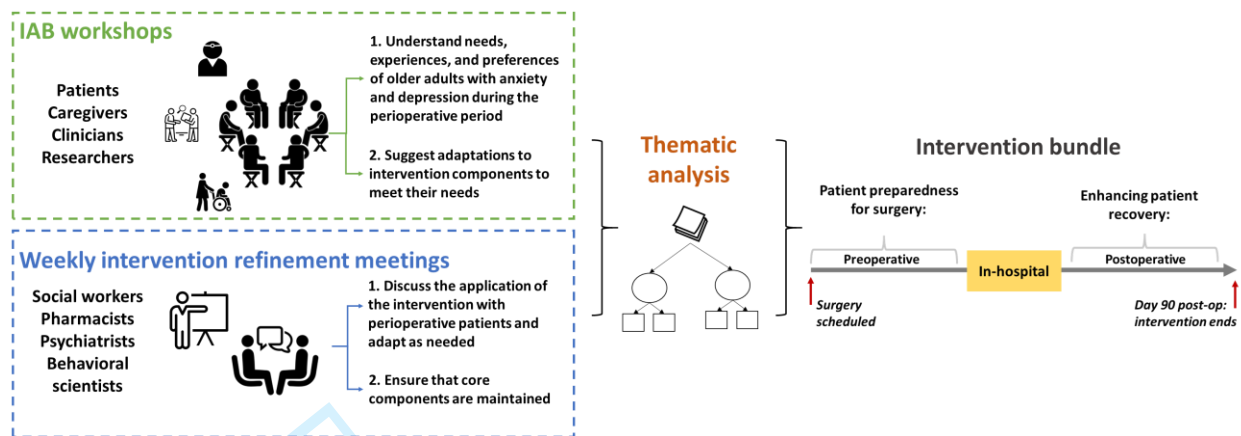 IAB workshops
Patients
Caregivers
Clinicians
Researchers
1. Understand needs,
experiences, and preferences
of older adults with anxiety
and depression during the
perioperative period
2. Suggest adaptations to
intervention components to
meet their needs
Weekly intervention refinement meetings
Social workers
Pharmacists
Psychiatrists
Behavioral
scientists
1. Discuss the application of
the intervention with
perioperative patients and
adapt as needed
2. Ensure that core
components are maintained
Thematic
analysis
Intervention bundle
Patient preparedness
for surgery:
Enhancing patient
recovery:
Preoperative
In-hospital
Postoperative
Surgery
scheduled
Day 90 post-op:
intervention ends